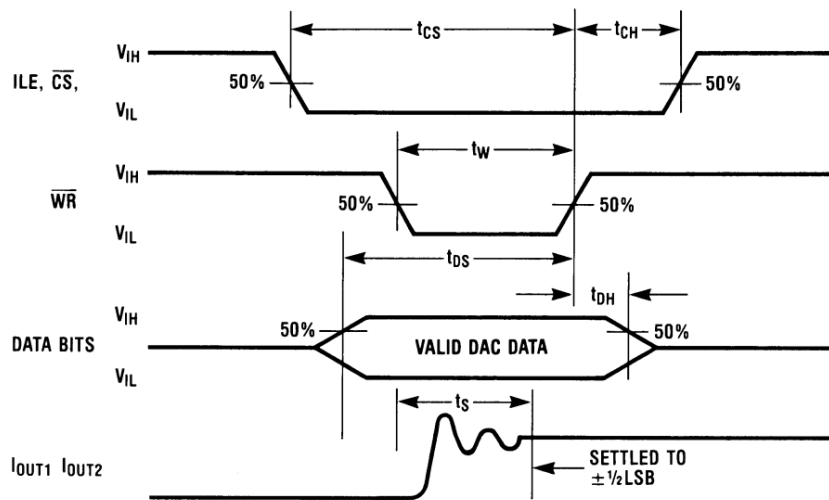 t_CS t_CH
V_IH
ILE, C̅S̅, 50% 50%
V_IL
t_W
V_IH
W̅R̅ 50% 50%
V_IL
t_DS
t_DH
V_IH
50% 50%
DATA BITS VALID DAC DATA
V_IL
t_S
I_OUT1 I_OUT2 SETTLED TO
±½LSB